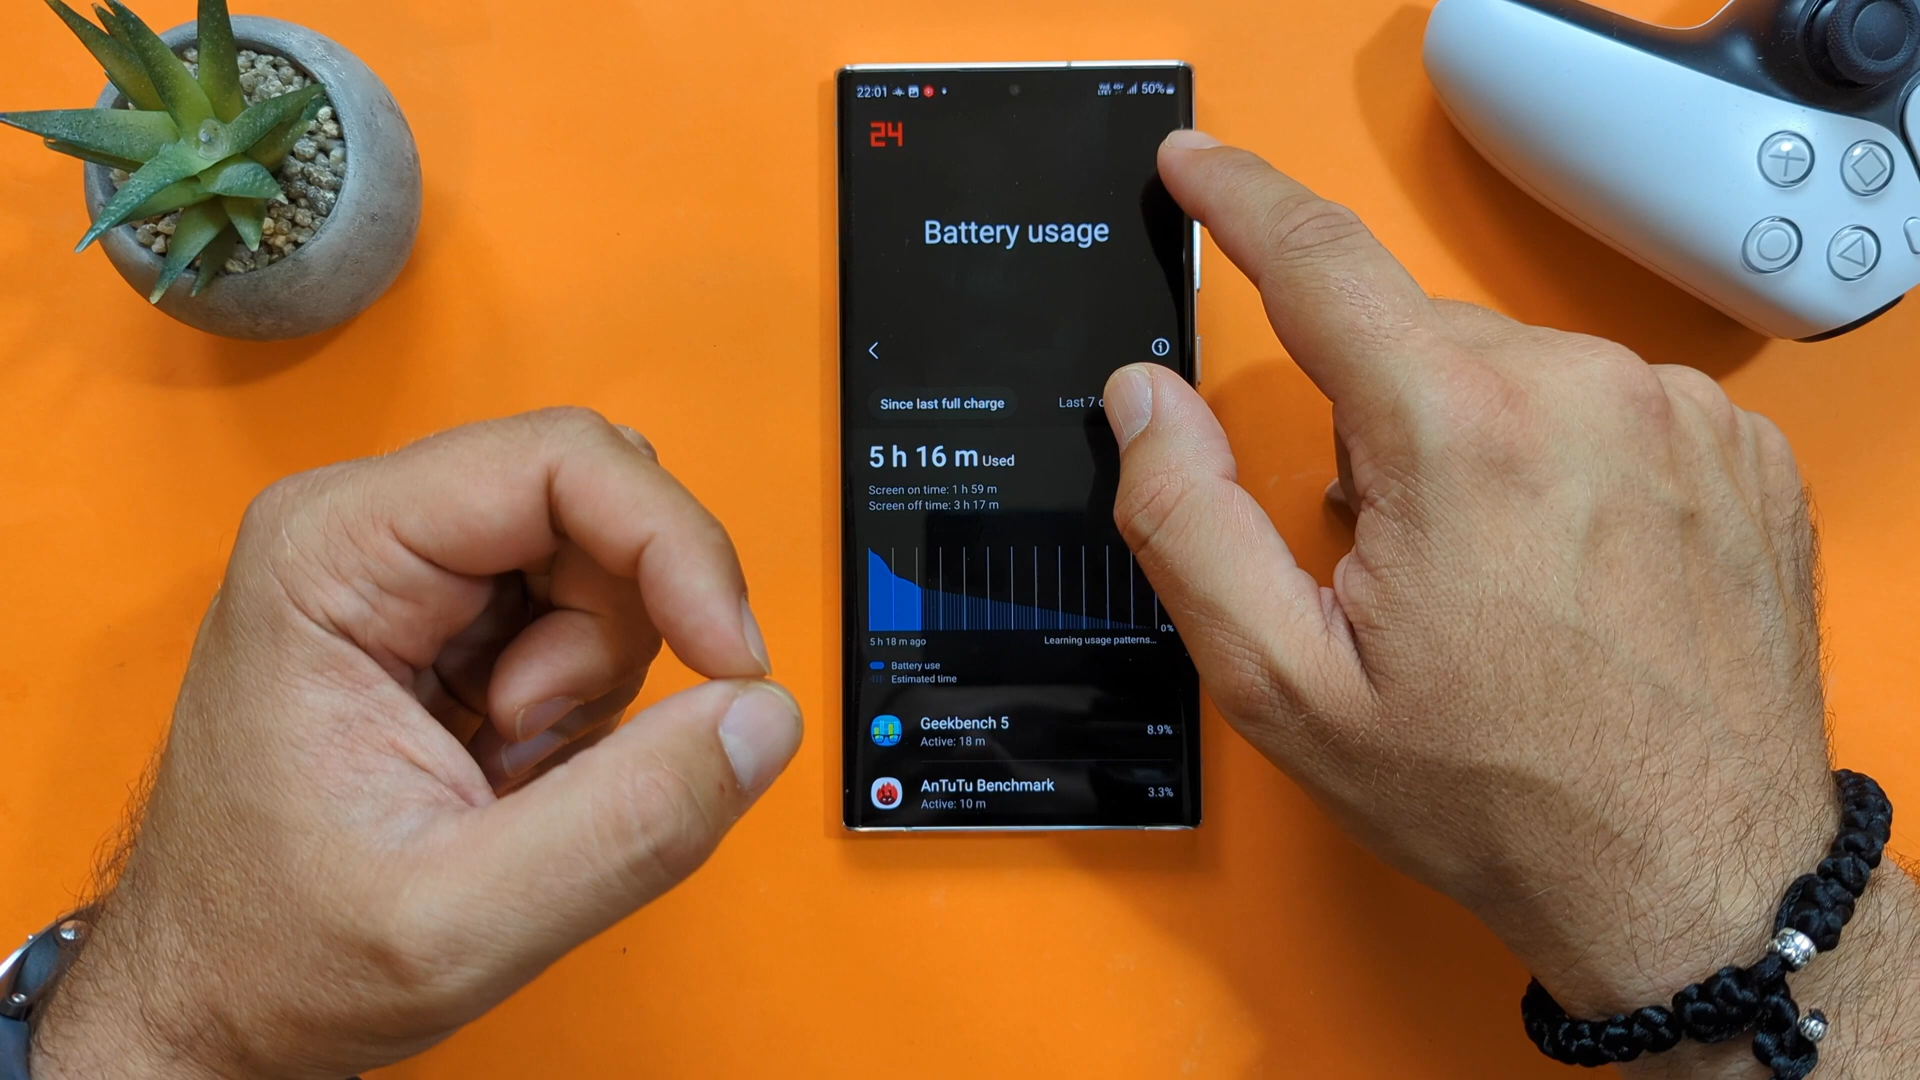 22:01
50%
24
Battery usage
Since last full charge
Last 7
5 h 16 m Used
Screen on time: 1 h 59 m
Screen off time: 3 h 17 m
0%
5 h 18 m ago
Learning usage patterns...
Battery use
Estimated time
Geekbench 5
Active: 18 m
8.9%
AnTuTu Benchmark
Active: 10 m
3.3%